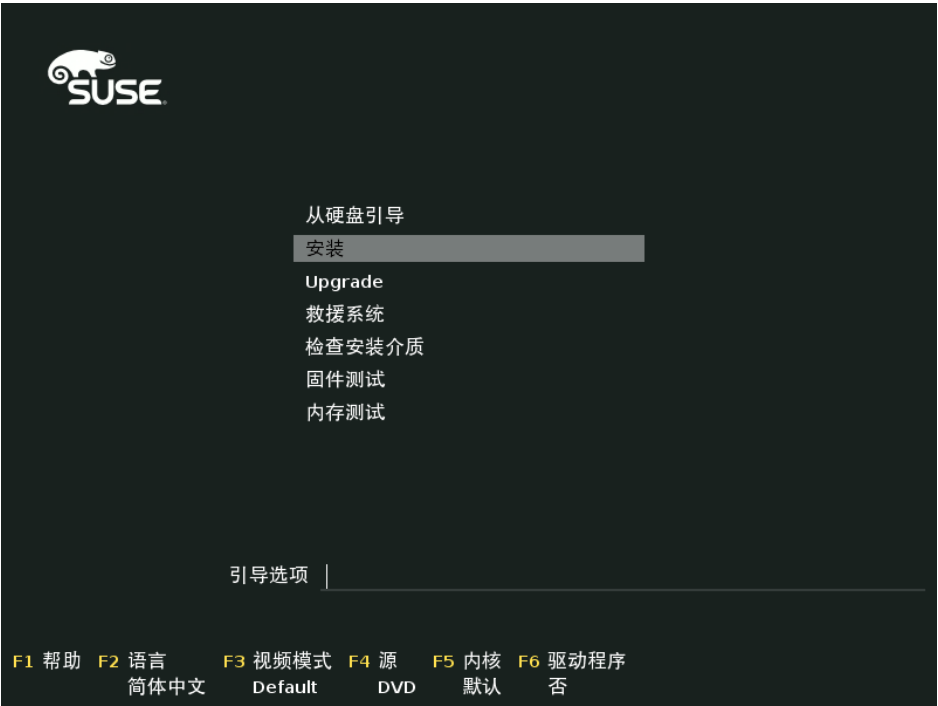 SUSE
从硬盘引导
安装
Upgrade
救援系统
检查安装介质
固件测试
内存测试
引导选项
F1 帮助 F2 语言 F3 视频模式 F4 源 F5 内核 F6 驱动程序
简体中文 Default DVD 默认 否